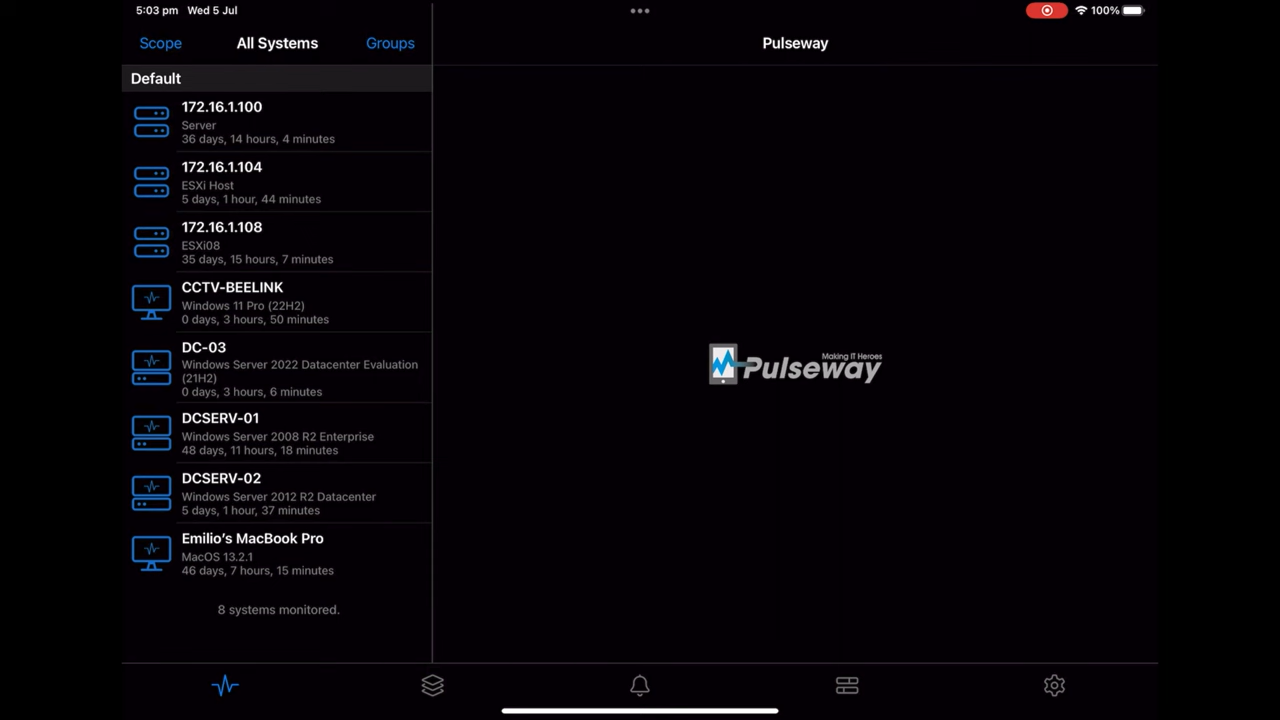 5:03 pm Wed 5 Jul
100%
Scope All Systems Groups
Pulseway
Default
172.16.1.100
Server
36 days, 14 hours, 4 minutes
172.16.1.104
ESXi Host
5 days, 1 hour, 44 minutes
172.16.1.108
ESXi08
35 days, 15 hours, 7 minutes
CCTV-BEELINK
Windows 11 Pro (22H2)
0 days, 3 hours, 50 minutes
DC-03
Windows Server 2022 Datacenter Evaluation
(21H2)
0 days, 3 hours, 6 minutes
DCSERV-01
Windows Server 2008 R2 Enterprise
48 days, 11 hours, 18 minutes
DCSERV-02
Windows Server 2012 R2 Datacenter
5 days, 1 hour, 37 minutes
Emilio’s MacBook Pro
MacOS 13.2.1
46 days, 7 hours, 15 minutes
8 systems monitored.
Making IT Heroes
Pulseway